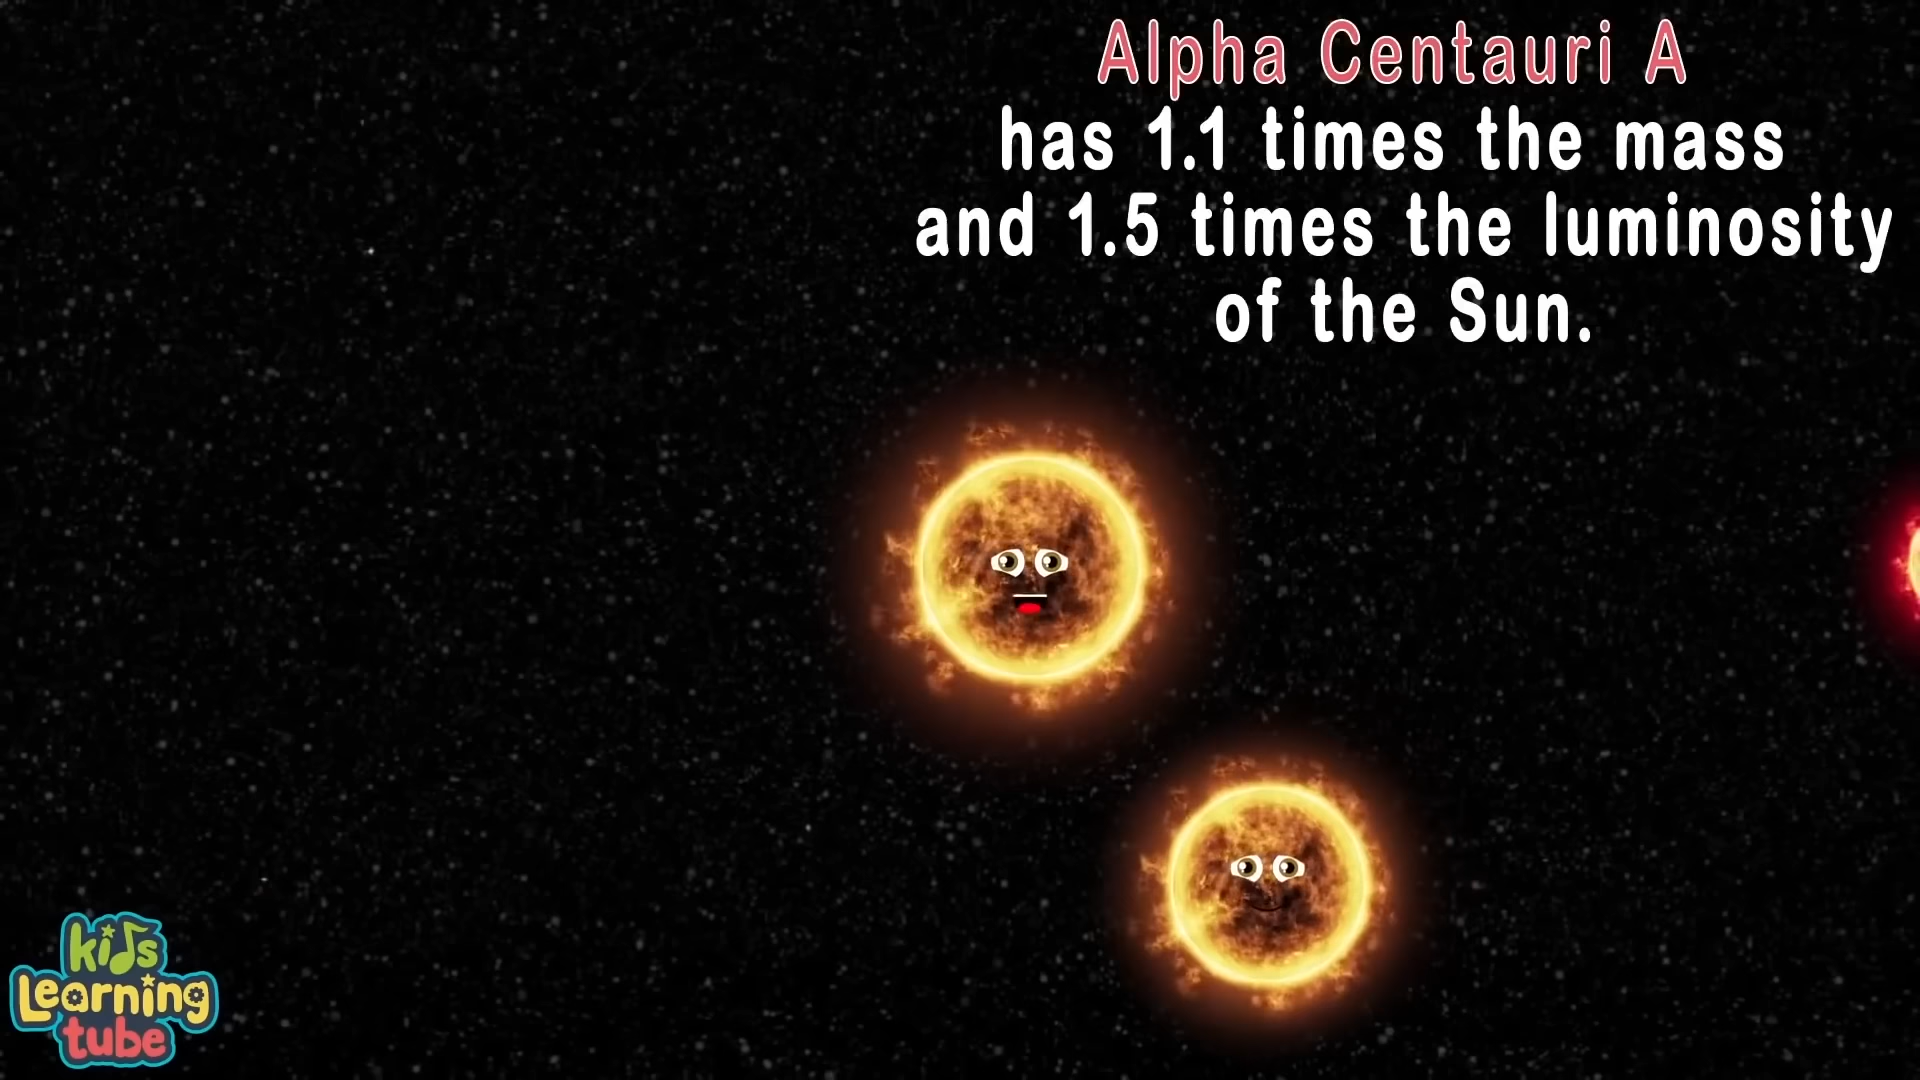 Alpha Centauri A
has 1.1 times the mass
and 1.5 times the luminosity
of the Sun.
kids
Learning
tube